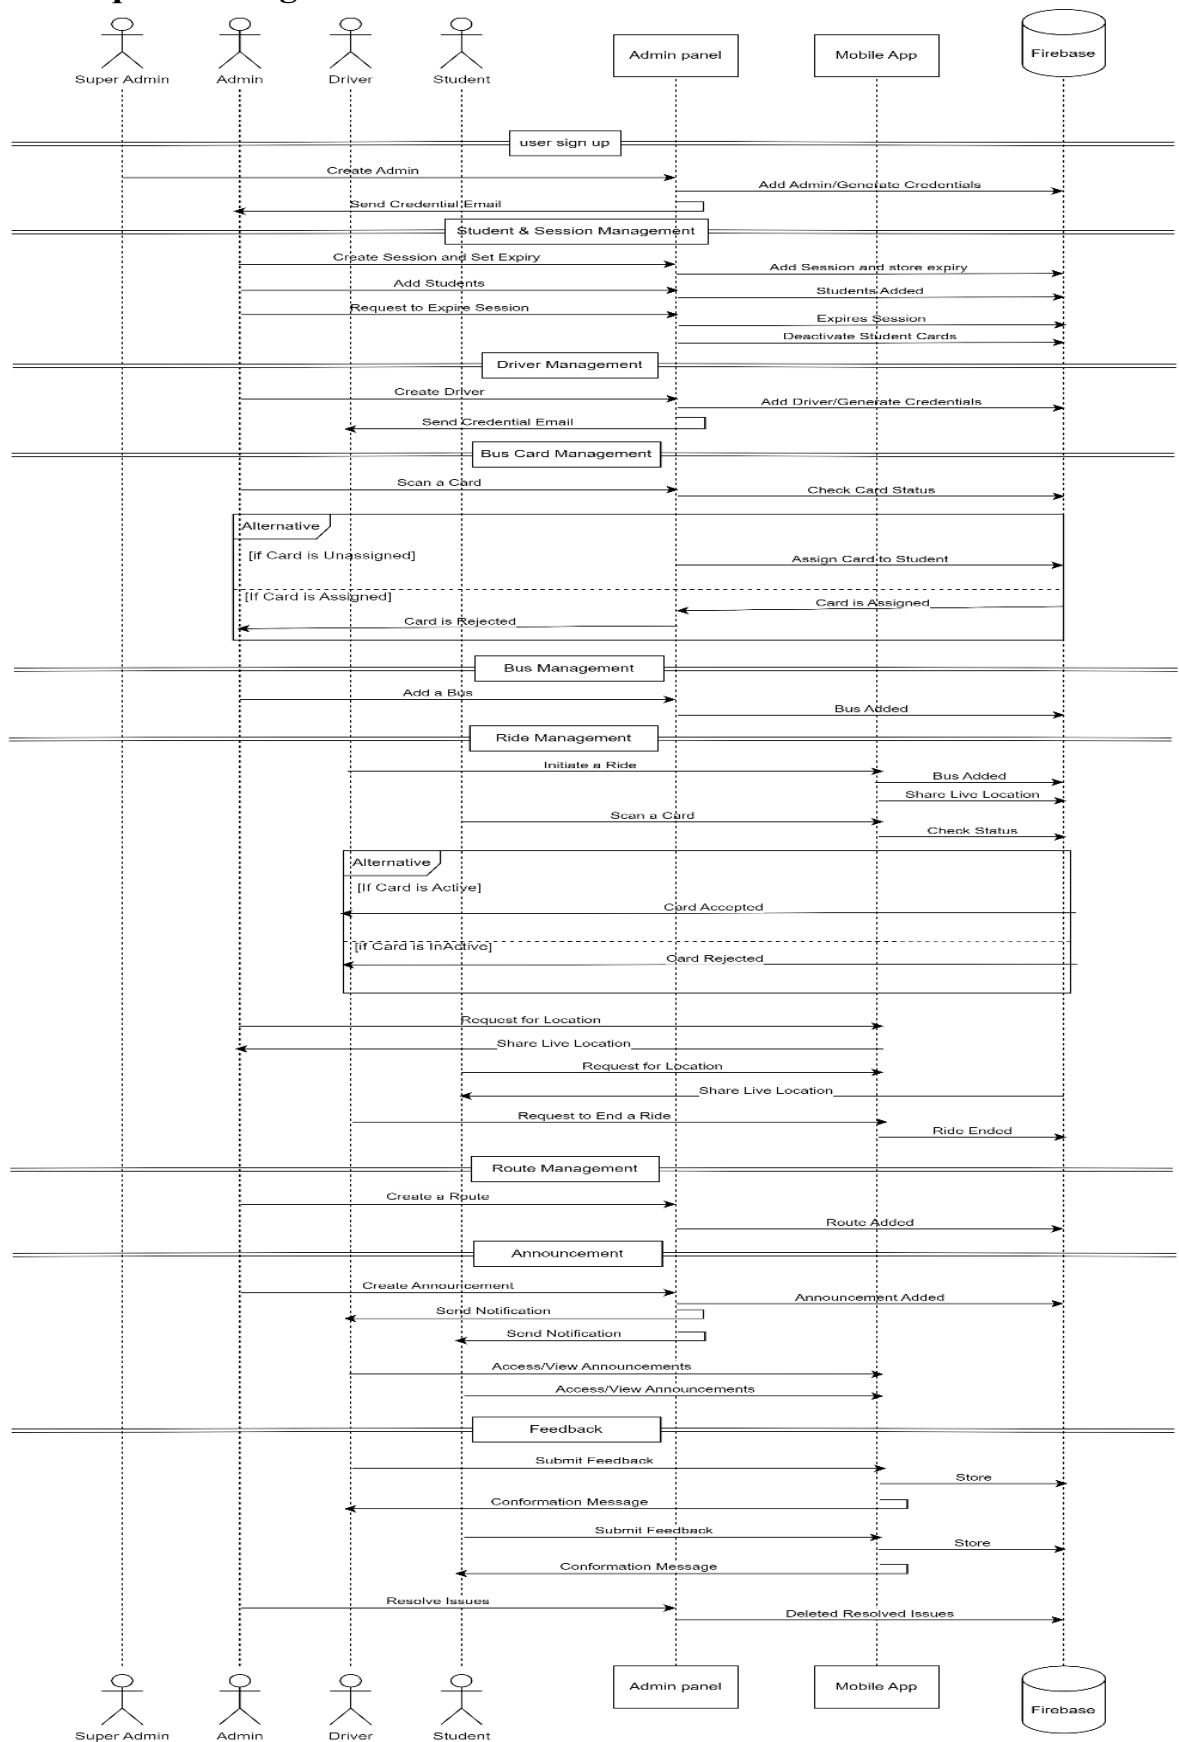 Super Admin
Admin
Driver
Student
Admin panel
Mobile App
Firebase
user sign up
Create Admin
Add Admin/Generate Credentials
Send Credential Email
Student & Session Management
Create Session and Set Expiry
Add Session and store expiry
Add Students
Students Added
Request to Expire Session
Expires Session
Deactivate Student Cards
Driver Management
Create Driver
Add Driver/Generate Credentials
Send Credential Email
Bus Card Management
Scan a Card
Check Card Status
Alternative
[if Card is Unassigned]
Assign Card to Student
[If Card is Assigned]
Card is Assigned
Card is Rejected
Bus Management
Add a Bus
Bus Added
Ride Management
Initiate a Ride
Bus Added
Share Live Location
Scan a Card
Check Status
Alternative
[If Card is Active]
Card Accepted
[if Card is InActive]
Card Rejected
Request for Location
Share Live Location
Request for Location
Share Live Location
Request to End a Ride
Ride Ended
Route Management
Create a Route
Route Added
Announcement
Create Announcement
Announcement Added
Send Notification
Send Notification
Access/View Announcements
Access/View Announcements
Feedback
Submit Feedback
Store
Conformation Message
Submit Feedback
Store
Conformation Message
Resolve Issues
Deleted Resolved Issues
Super Admin
Admin
Driver
Student
Admin panel
Mobile App
Firebase